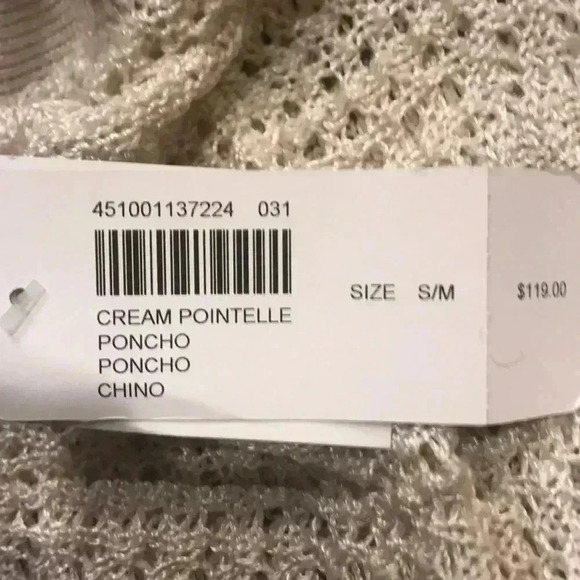 451001137224 031
CREAM POINTELLE
PONCHO
PONCHO
CHINO
SIZE S/M
$119.00